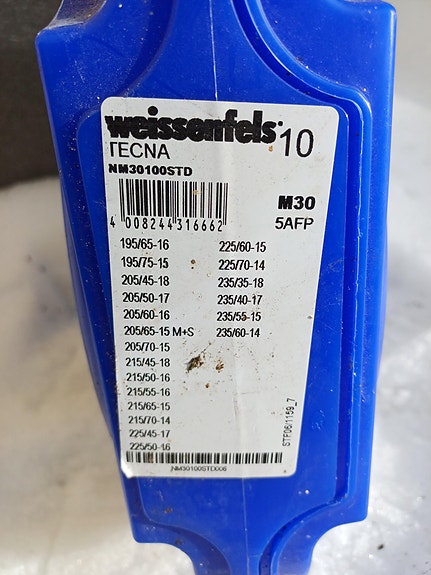 weissenfels 10
TECNA
NM30100STD
M30
5AFP
4 008244 316662
195/65-16
195/75-15
205/45-18
205/50-17
205/60-16
205/65-15 M+S
205/70-15
215/45-18
215/50-16
215/55-16
215/65-15
215/70-14
225/45-17
225/50-16
225/60-15
225/70-14
235/35-18
235/40-17
235/55-15
235/60-14
STF06/1159_7
NM30100STD006